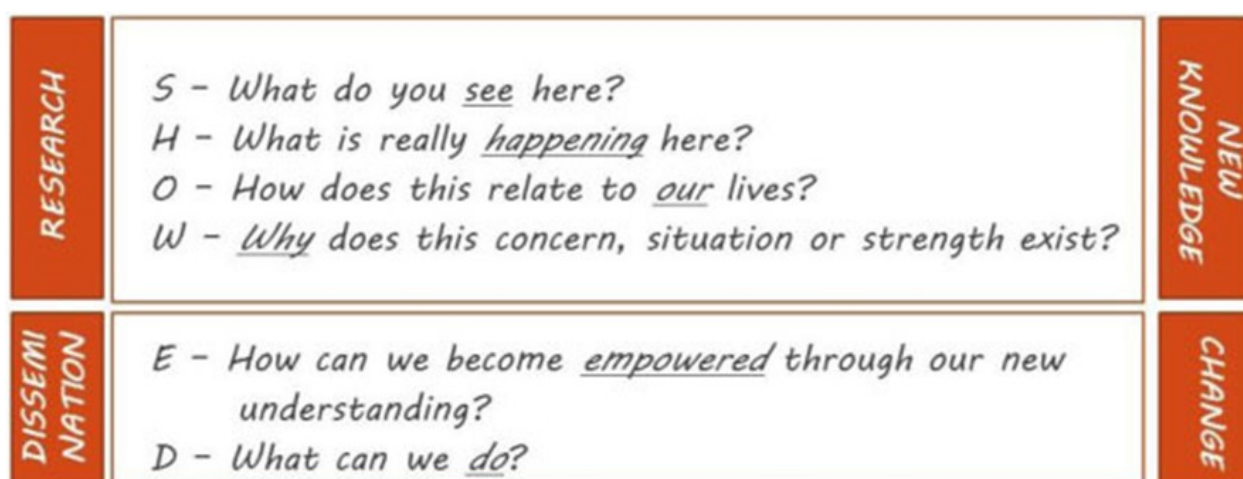 RESEARCH
S - What do you see here?
H - What is really happening here?
O - How does this relate to our lives?
W - Why does this concern, situation or strength exist?
NEW
KNOWLEDGE
DISSEMI
NATION
E - How can we become empowered through our new
understanding?
D - What can we do?
CHANGE